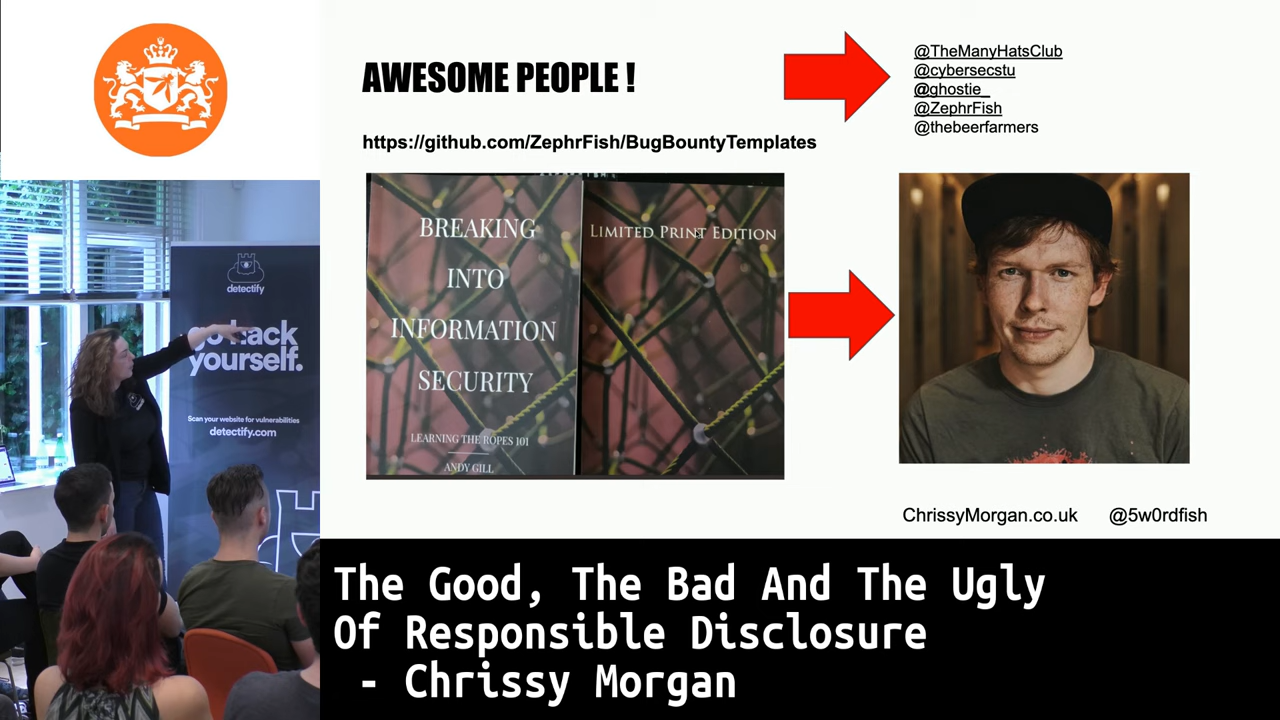 AWESOME PEOPLE !
https://github.com/ZephrFish/BugBountyTemplates
@TheManyHatsClub
@cybersecstu
@ghostie_
@ZephrFish
@thebeerfarmers
BREAKING
INTO
INFORMATION
SECURITY
LEARNING THE ROPES 101
ANDY GILL
LIMITED PRINT EDITION
ChrissyMorgan.co.uk @5w0rdfish
detectify
go hack
yourself.
Scan your website for vulnerabilities
detectify.com
The Good, The Bad And The Ugly
Of Responsible Disclosure
- Chrissy Morgan